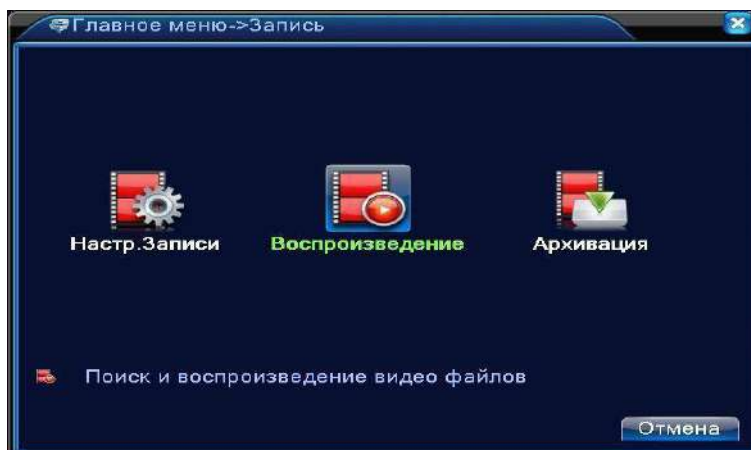 Главное меню->Запись
Настр.Записи Воспроизведение Архивация
Поиск и воспроизведение видео файлов
Отмена